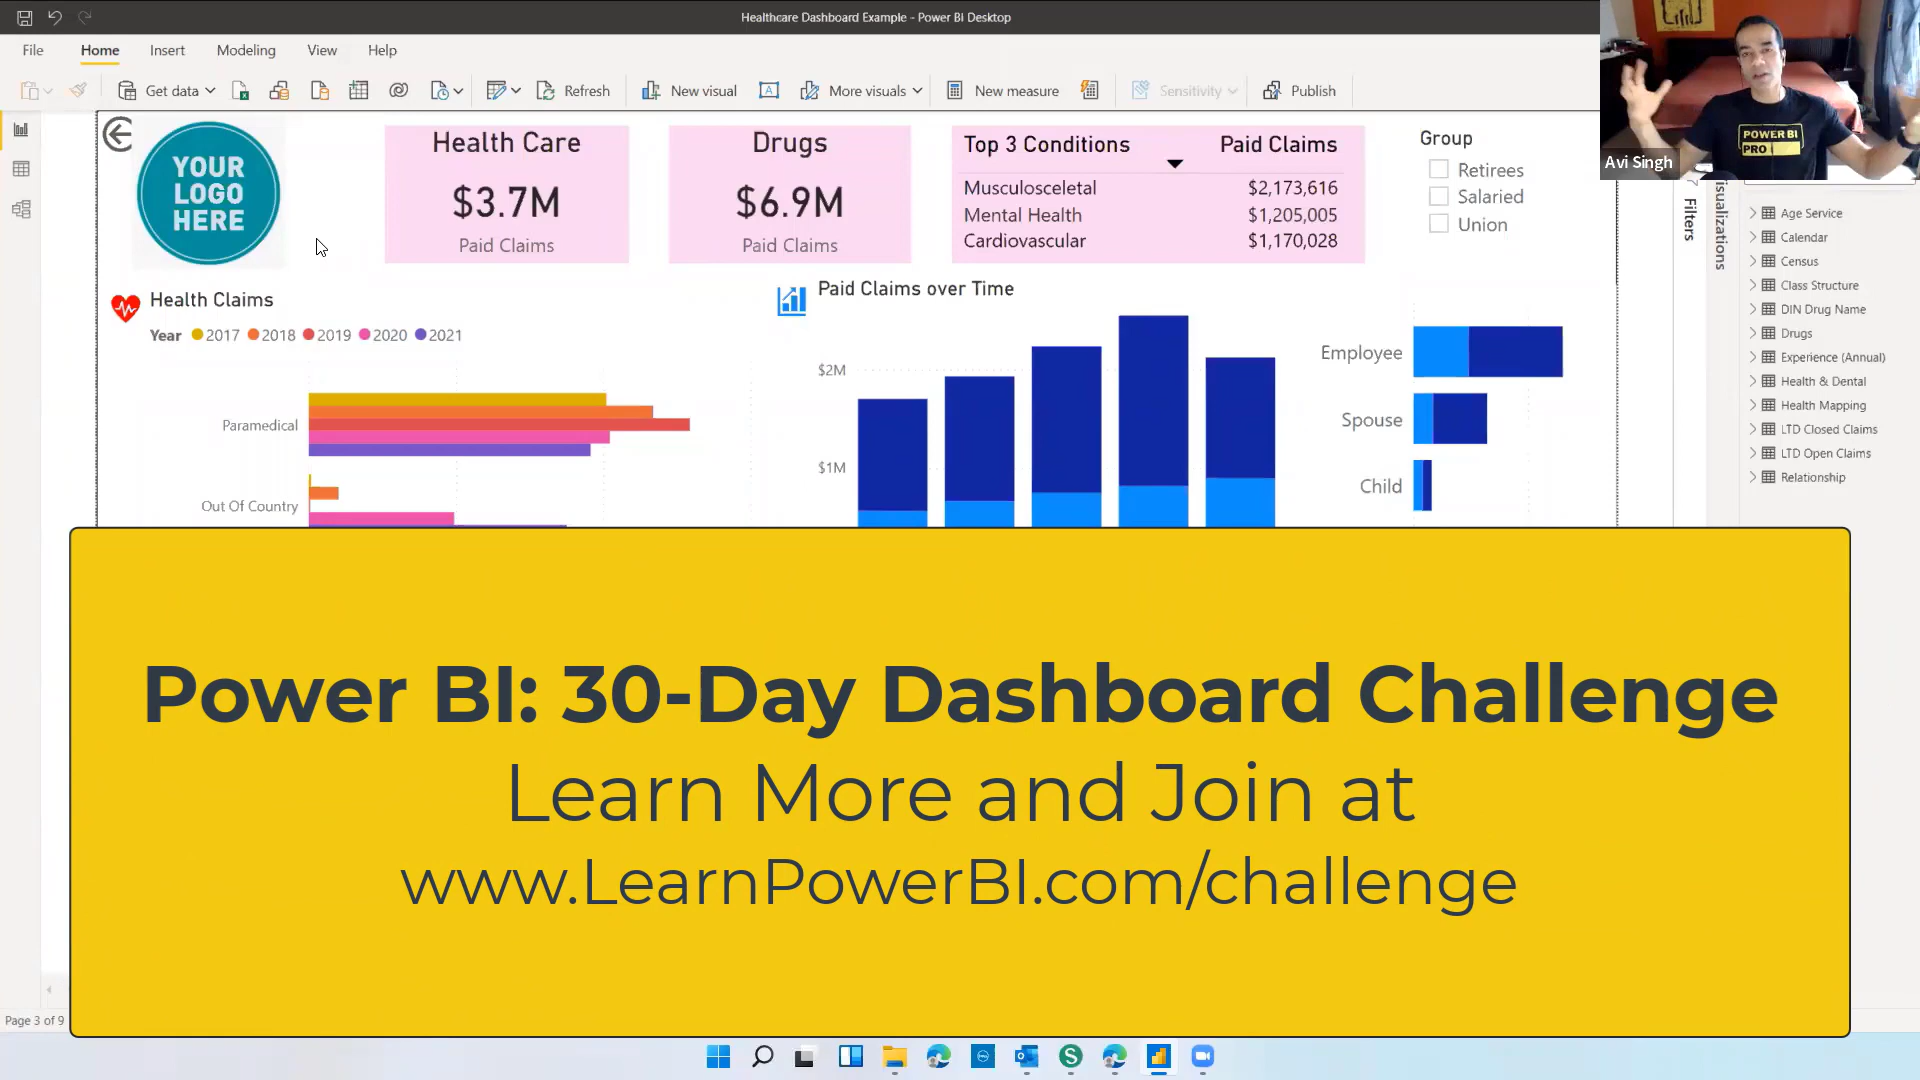 Healthcare Dashboard Example - Power BI Desktop
File Home Insert Modeling View Help
Get data Refresh New visual More visuals New measure Sensitivity Publish
POWER BI
PRO
Avi Singh
YOUR
LOGO
HERE
Health Care
$3.7M
Paid Claims
Drugs
$6.9M
Paid Claims
Top 3 Conditions Paid Claims
Musculosceletal $2,173,616
Mental Health $1,205,005
Cardiovascular $1,170,028
Group
Retirees
Salaried
Union
Filters
isualizations
Age Service
Calendar
Census
Class Structure
DIN Drug Name
Drugs
Experience (Annual)
Health & Dental
Health Mapping
LTD Closed Claims
LTD Open Claims
Relationship
Health Claims
Year 2017 2018 2019 2020 2021
Paramedical
Out Of Country
Paid Claims over Time
$2M
$1M
Employee
Spouse
Child
Power BI: 30-Day Dashboard Challenge
Learn More and Join at
www.LearnPowerBI.com/challenge
Page 3 of 9